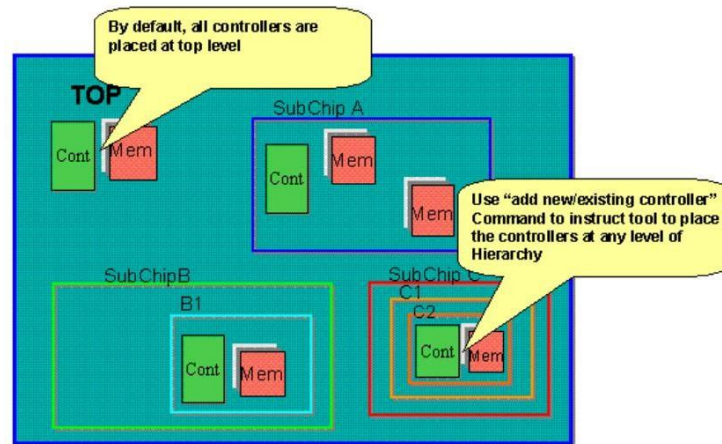 By default, all controllers are
placed at top level
TOP
Cont
Mem
SubChip A
Cont
Mem
Mem
Use “add new/existing controller”
Command to instruct tool to place
the controllers at any level of
Hierarchy
SubChipB
B1
Cont
Mem
SubChip C
C1
C2
Cont
Mem